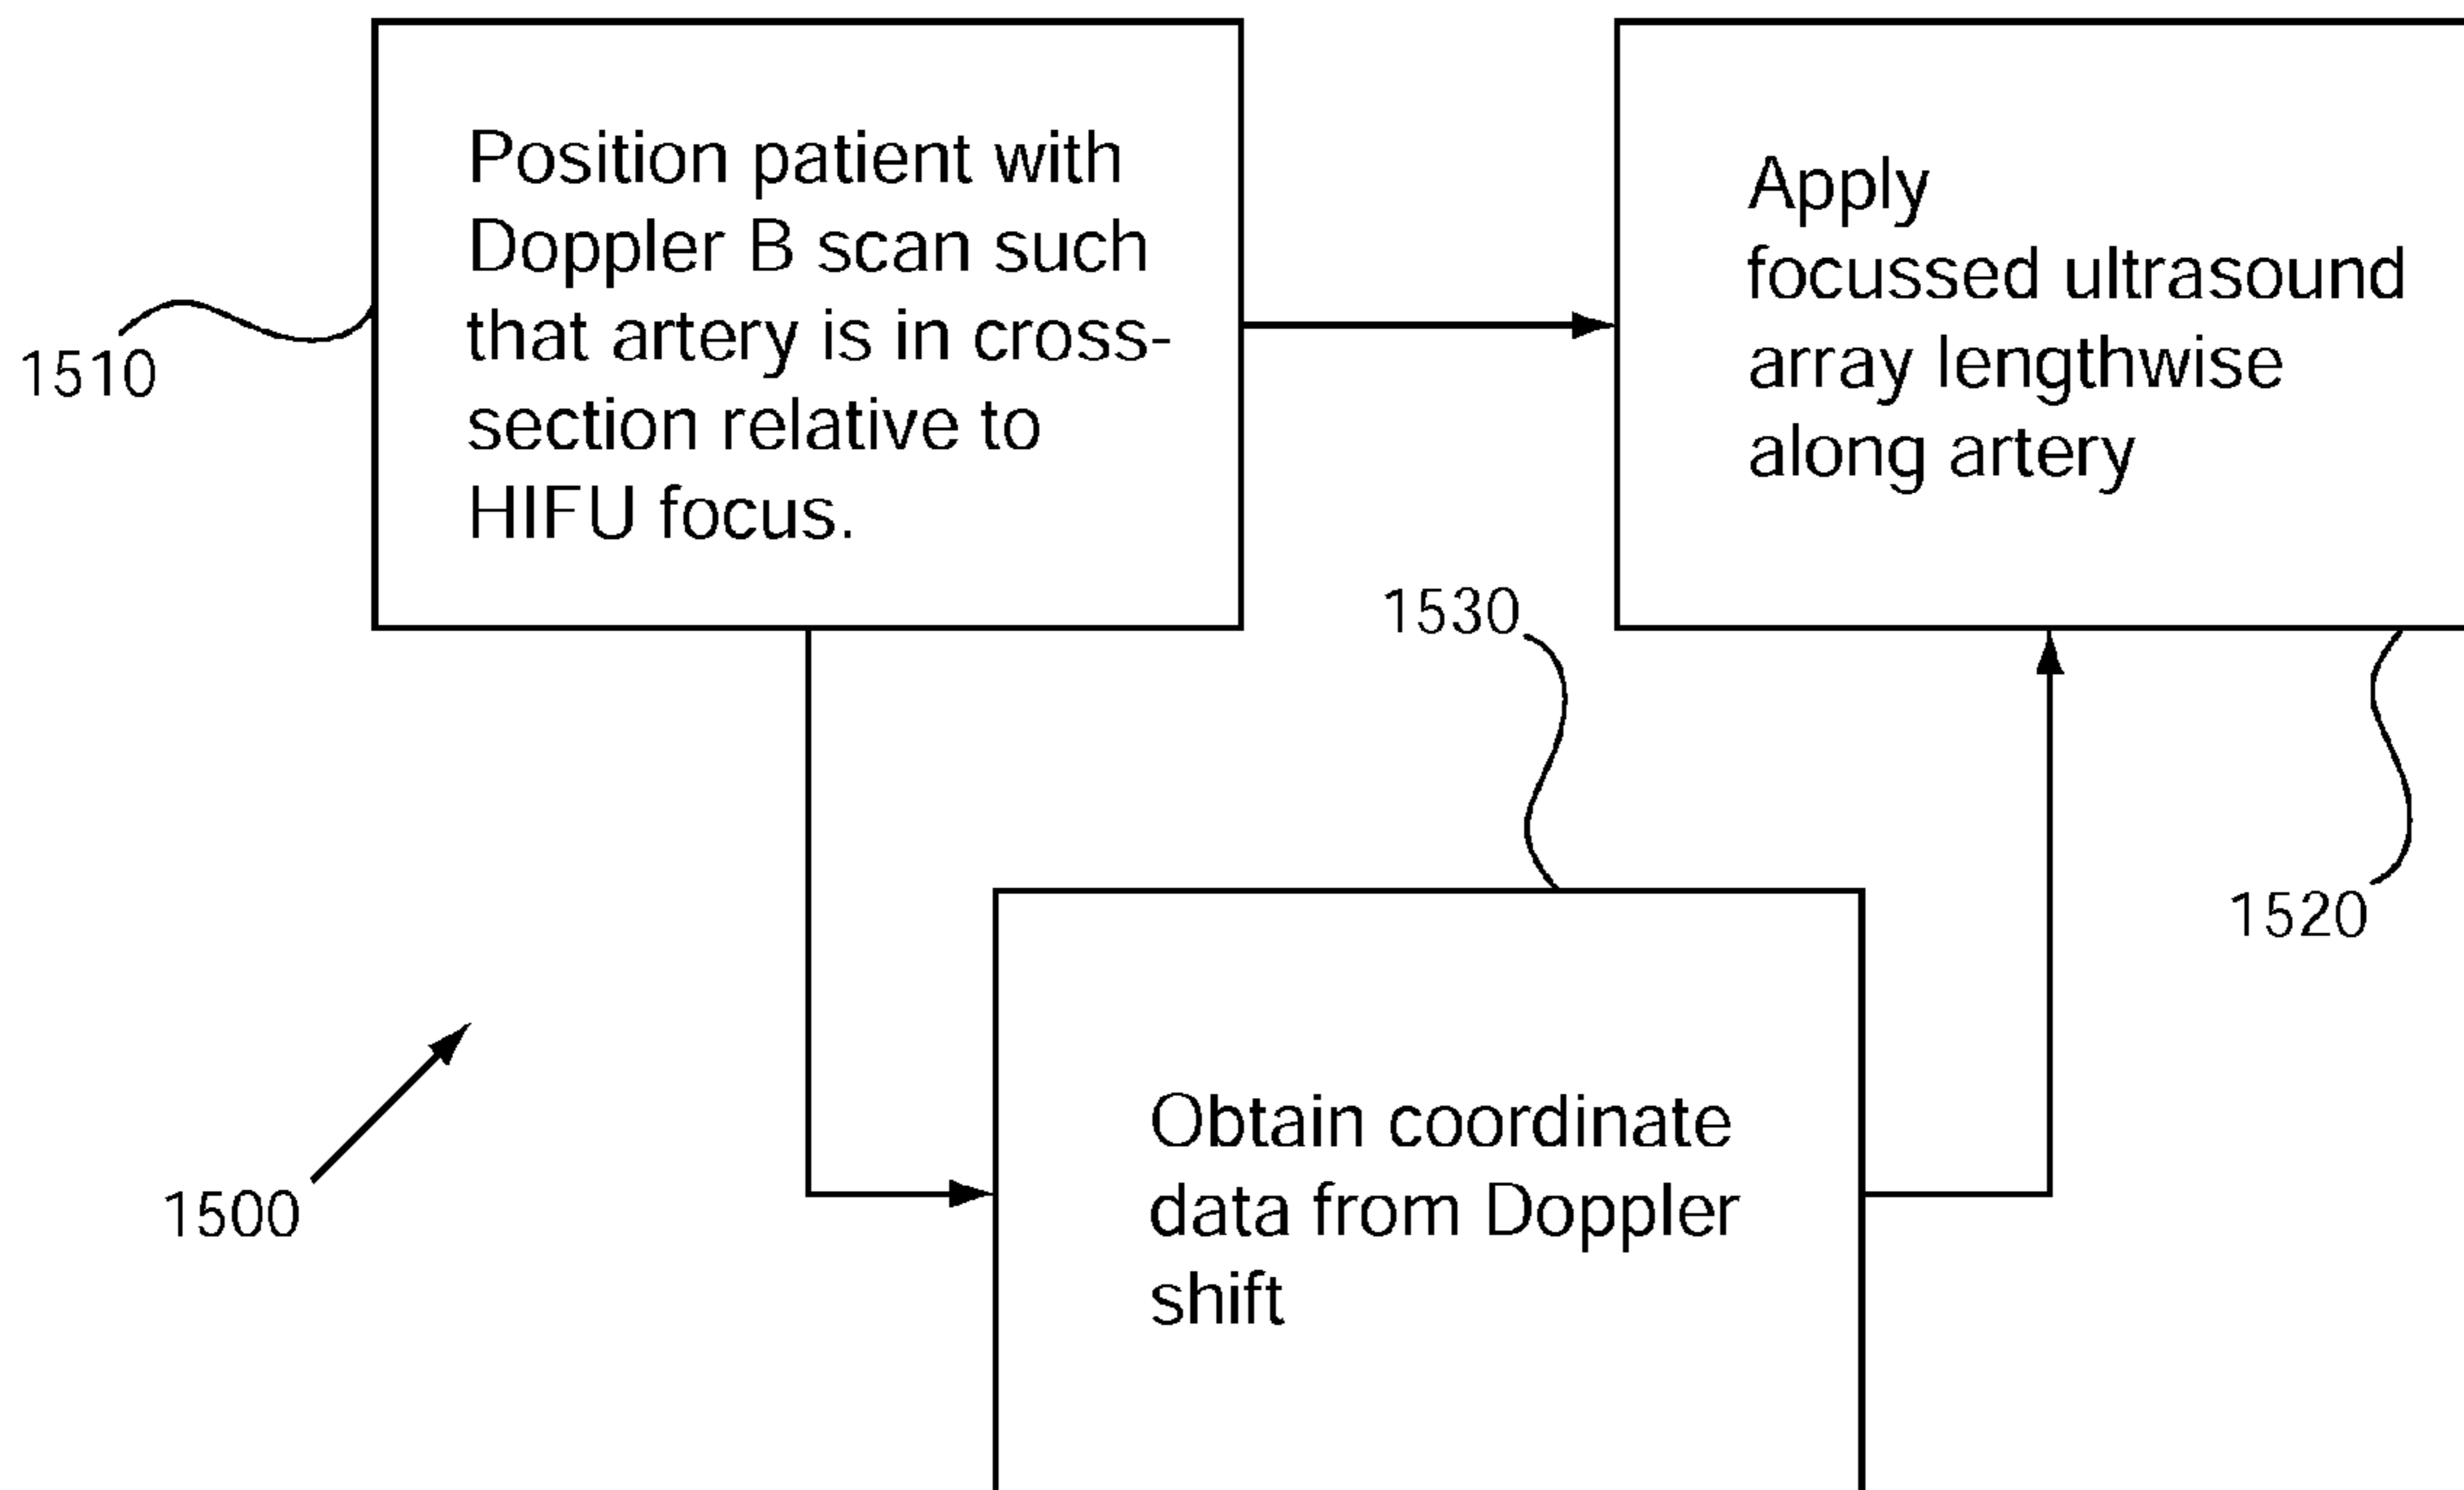 Position patient with
Doppler B scan such
that artery is in cross-
section relative to
HIFU focus.
1510
Apply
focussed ultrasound
array lengthwise
along artery
1530
1520
Obtain coordinate
data from Doppler
shift
1500